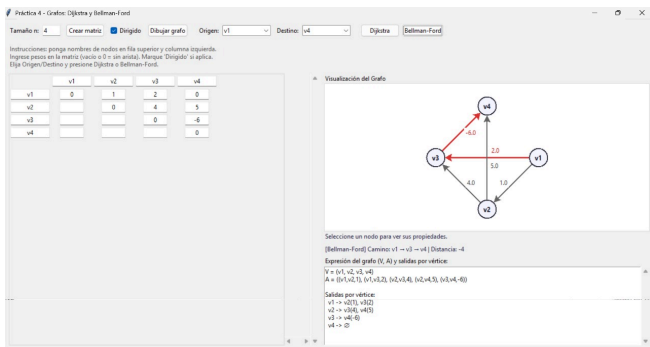 Práctica 4 - Grafos: Dijkstra y Bellman-Ford
Tamaño n: 4 Crear matriz Dirigido Dibujar grafo Origen: v1 Destino: v4 Dijkstra Bellman-Ford
Instrucciones: ponga nombres de nodos en fila superior y columna izquierda.
Ingrese pesos en la matriz (vacío o 0 = sin arista). Marque 'Dirigido' si aplica.
Elija Origen/Destino y presione Dijkstra o Bellman-Ford.
v1 v2 v3 v4
v1 0 1 2 0
v2 0 4 5
v3 0 -6
v4 0
Visualización del Grafo
v4
-6.0
v3 2.0 v1
5.0
4.0 1.0
v2
Seleccione un nodo para ver sus propiedades.
[Bellman-Ford] Camino: v1 → v3 → v4 | Distancia: -4
Expresión del grafo (V, A) y salidas por vértice:
V = {v1, v2, v3, v4}
A = {(v1,v2,1), (v1,v3,2), (v2,v3,4), (v2,v4,5), (v3,v4,-6)}
Salidas por vértice:
v1 -> v2(1), v3(2)
v2 -> v3(4), v4(5)
v3 -> v4(-6)
v4 -> ∅